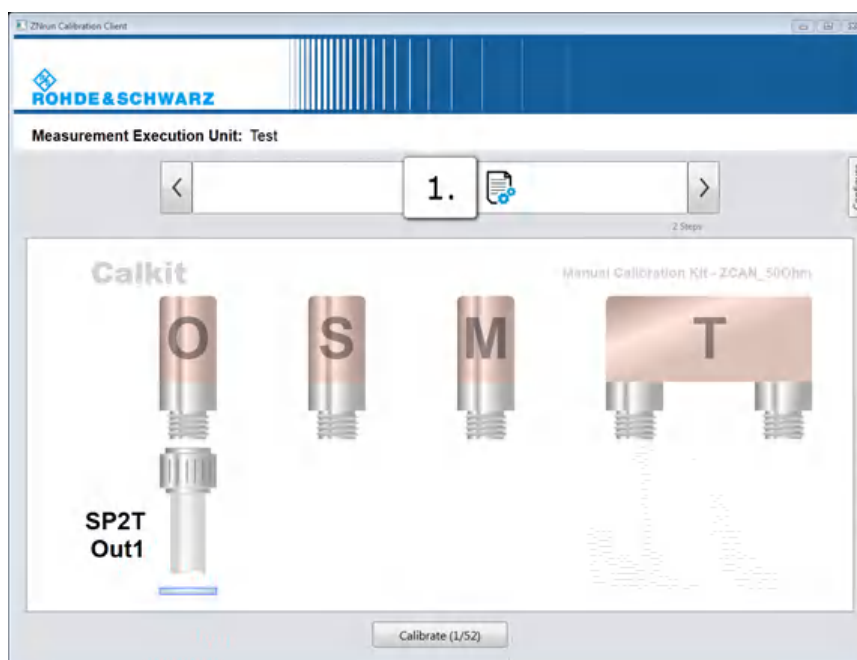 ZNrun Calibration Client
ROHDE&SCHWARZ
Measurement Execution Unit: Test
1.
2 Steps
Configure
Calkit
Manual Calibration Kit - ZCAN_50Ohm
O S M T
SP2T
Out1
Calibrate (1/52)